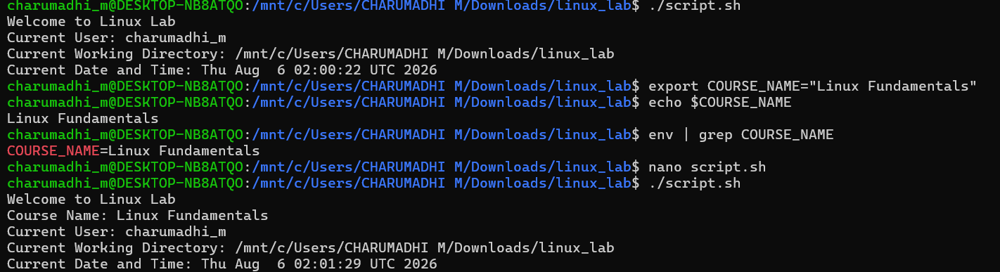 charumadhi_m@DESKTOP-NB8ATQO:/mnt/c/Users/CHARUMADHI M/Downloads/linux_lab$ ./script.sh
Welcome to Linux Lab
Current User: charumadhi_m
Current Working Directory: /mnt/c/Users/CHARUMADHI M/Downloads/linux_lab
Current Date and Time: Thu Aug  6 02:00:22 UTC 2026
charumadhi_m@DESKTOP-NB8ATQO:/mnt/c/Users/CHARUMADHI M/Downloads/linux_lab$ export COURSE_NAME="Linux Fundamentals"
charumadhi_m@DESKTOP-NB8ATQO:/mnt/c/Users/CHARUMADHI M/Downloads/linux_lab$ echo $COURSE_NAME
Linux Fundamentals
charumadhi_m@DESKTOP-NB8ATQO:/mnt/c/Users/CHARUMADHI M/Downloads/linux_lab$ env | grep COURSE_NAME
COURSE_NAME=Linux Fundamentals
charumadhi_m@DESKTOP-NB8ATQO:/mnt/c/Users/CHARUMADHI M/Downloads/linux_lab$ nano script.sh
charumadhi_m@DESKTOP-NB8ATQO:/mnt/c/Users/CHARUMADHI M/Downloads/linux_lab$ ./script.sh
Welcome to Linux Lab
Course Name: Linux Fundamentals
Current User: charumadhi_m
Current Working Directory: /mnt/c/Users/CHARUMADHI M/Downloads/linux_lab
Current Date and Time: Thu Aug  6 02:01:29 UTC 2026